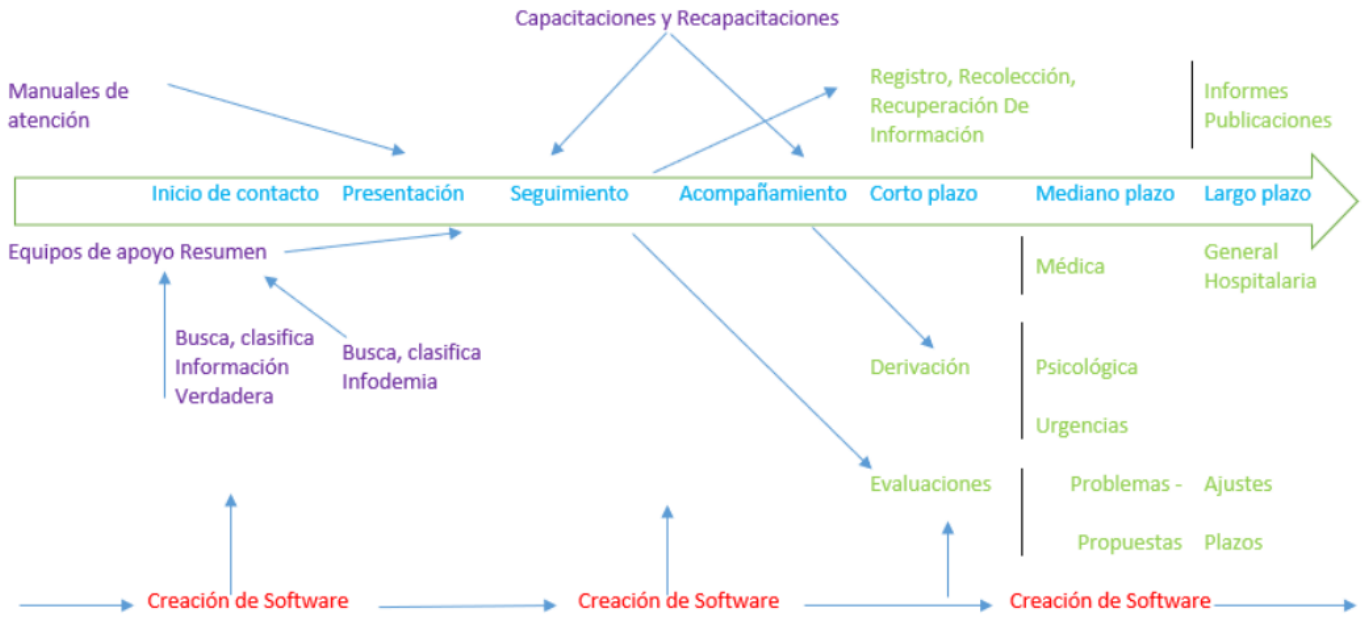 Capacitaciones y Recapacitaciones
Manuales de
atención
Registro, Recolección,
Recuperación De
Información
Informes
Publicaciones
Inicio de contacto
Presentación
Seguimiento
Acompañamiento
Corto plazo
Mediano plazo
Largo plazo
Equipos de apoyo Resumen
Médica
General
Hospitalaria
Busca, clasifica
Información
Verdadera
Busca, clasifica
Infodemia
Derivación
Psicológica
Urgencias
Evaluaciones
Problemas -
Ajustes
Propuestas
Plazos
Creación de Software
Creación de Software
Creación de Software